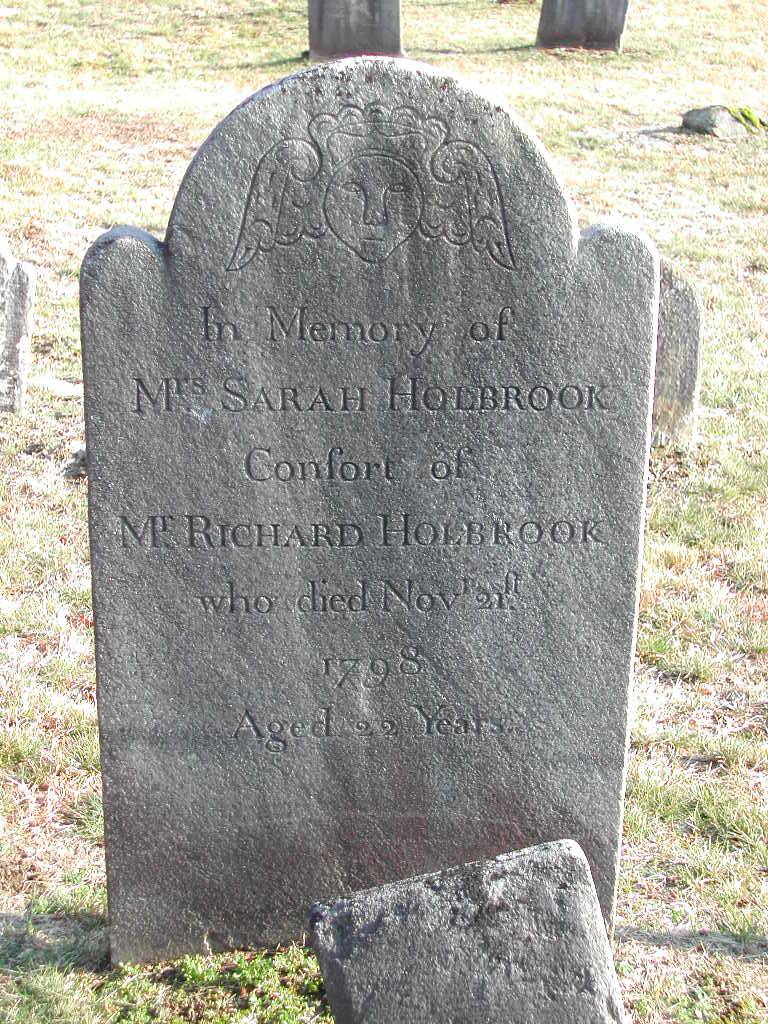 In Memory of
Mrs SARAH HOLBROOK
Conſort of
Mr RICHARD HOLBROOK
who died Novr 21ſt.
1798
Aged 22 Years.